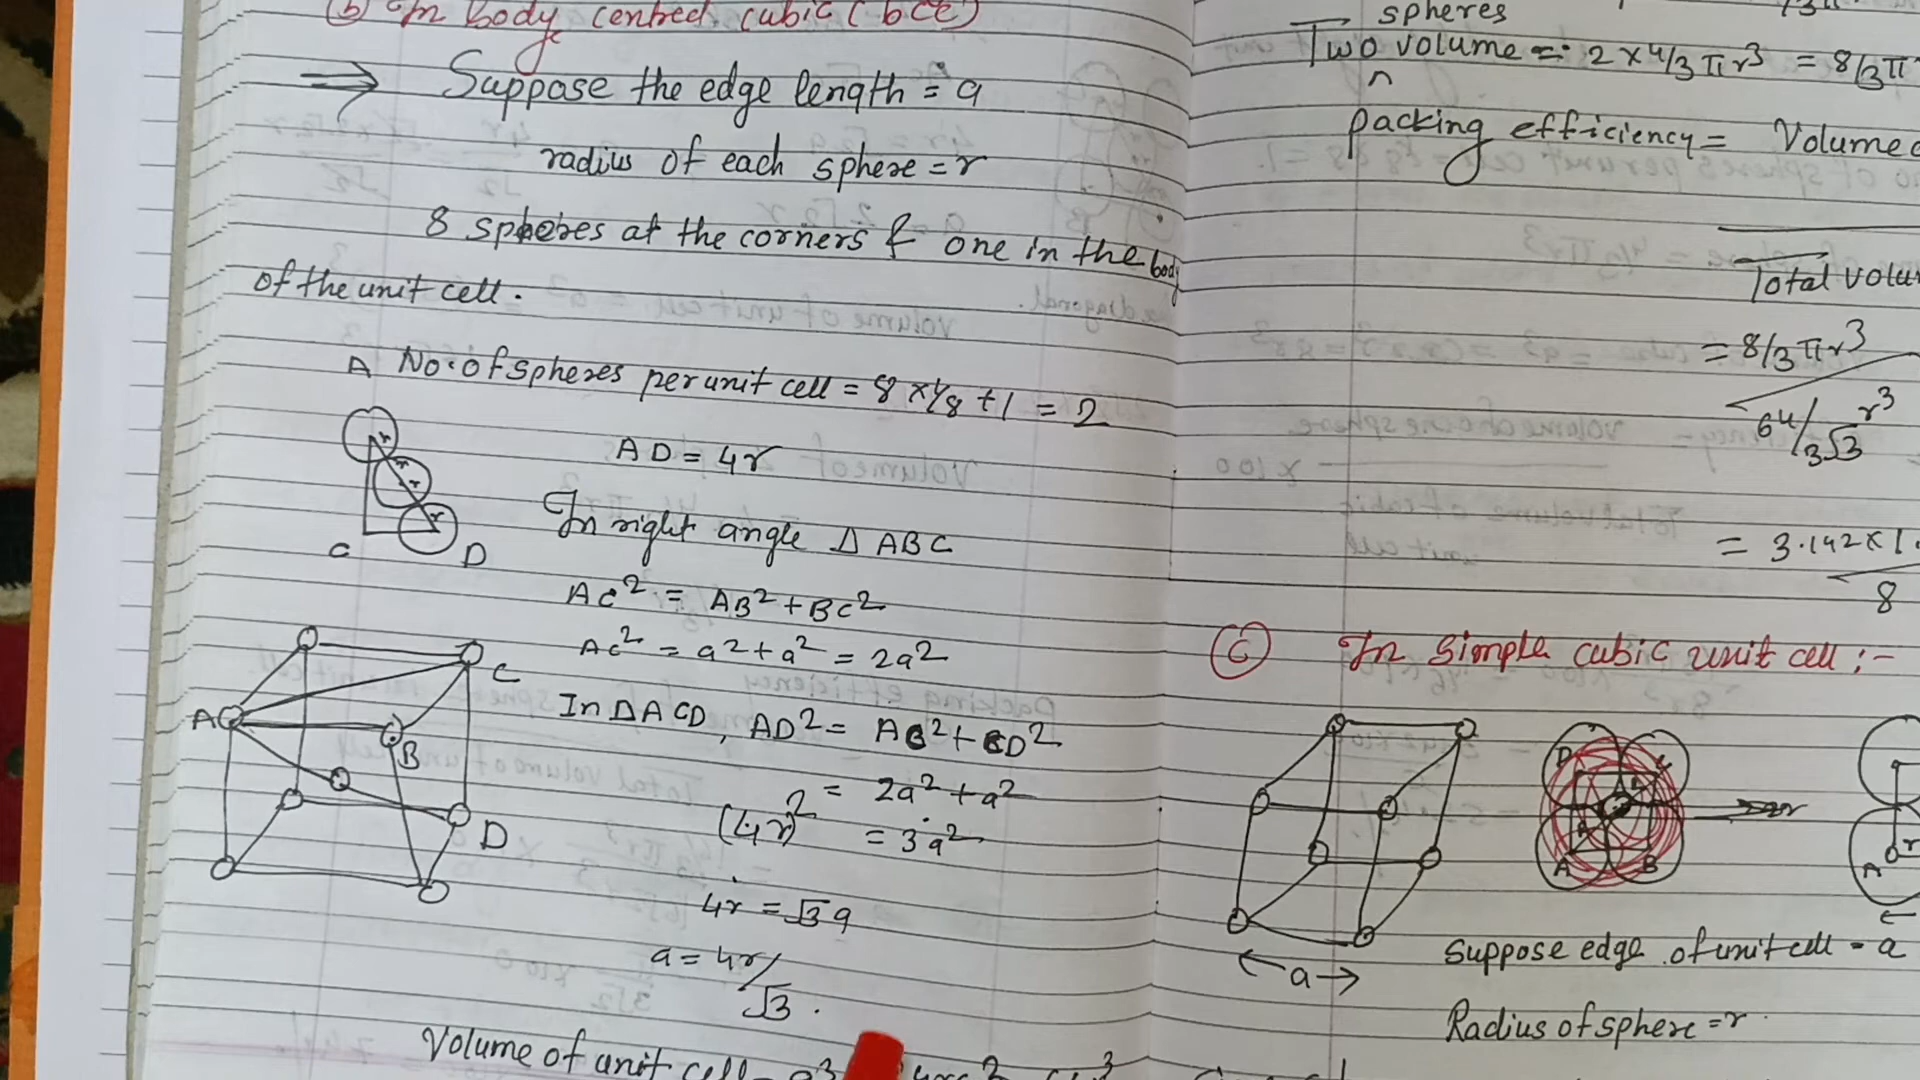 (b) In Body centred cubic (bcc)
⇒ Suppose the edge length = a
radius of each sphere = r
8 spheres at the corners & one in the body
of the unit cell.
A No. of spheres per unit cell = 8 x 1/8 + 1 = 2
AD = 4r
r
r
r
r
C D
In right angle Δ ABC
AC² = AB² + BC²
AC² = a² + a² = 2a²
In Δ ACD, AD² = AC² + CD²
= 2a² + a²
(4r)² = 3a²
4r = √3a
a = 4r/√3.
A
B
C
D
Volume of unit cell = a³
spheres
Two volume = 2 x 4/3 πr³ = 8/3 π
packing efficiency = Volume
Total volu
= 8/3 πr³
64/3√3 r³
= 3.142 x 1.
8
(C) In Simple cubic unit cell :-
D
A B
A
r
a
Suppose edge of unit cell = a
Radius of sphere = r